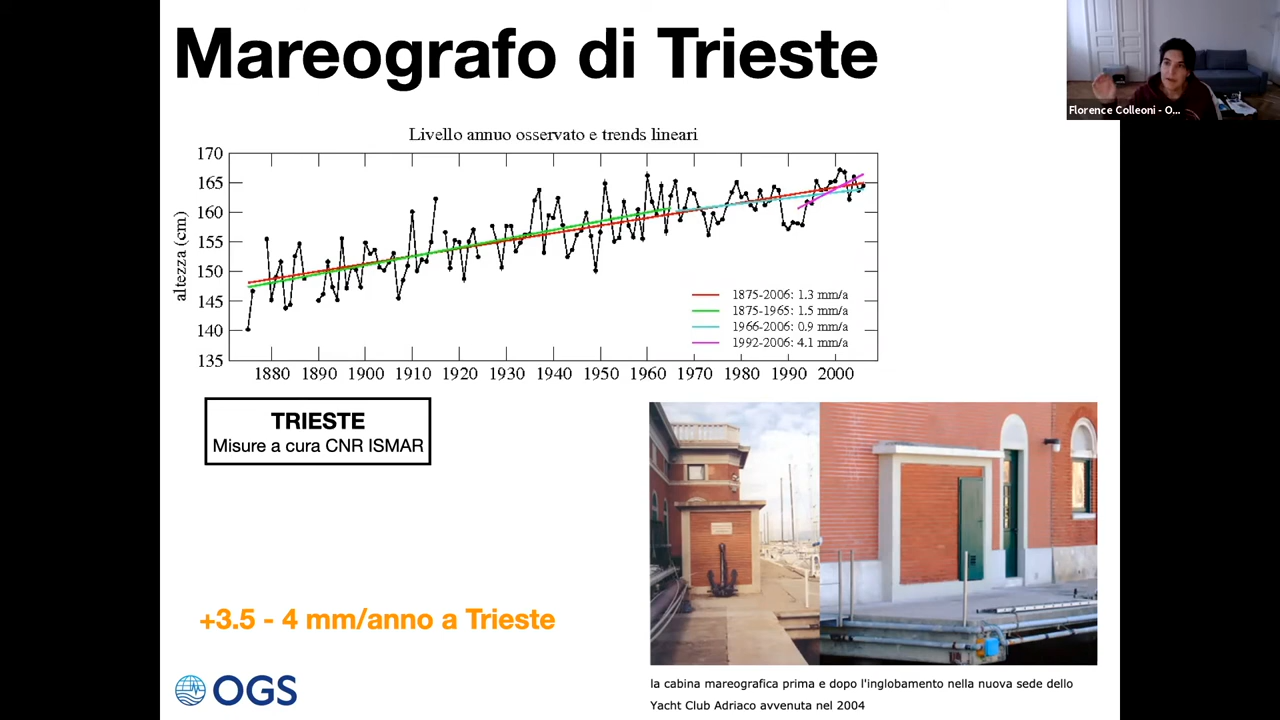 Mareografo di Trieste
Florence Colleoni - O...
Livello annuo osservato e trends lineari
170
165
160
155
150
145
140
135
altezza (cm)
1875-2006: 1.3 mm/a
1875-1965: 1.5 mm/a
1966-2006: 0.9 mm/a
1992-2006: 4.1 mm/a
1880 1890 1900 1910 1920 1930 1940 1950 1960 1970 1980 1990 2000
TRIESTE
Misure a cura CNR ISMAR
+3.5 - 4 mm/anno a Trieste
OGS
la cabina mareografica prima e dopo l'inglobamento nella nuova sede dello
Yacht Club Adriaco avvenuta nel 2004